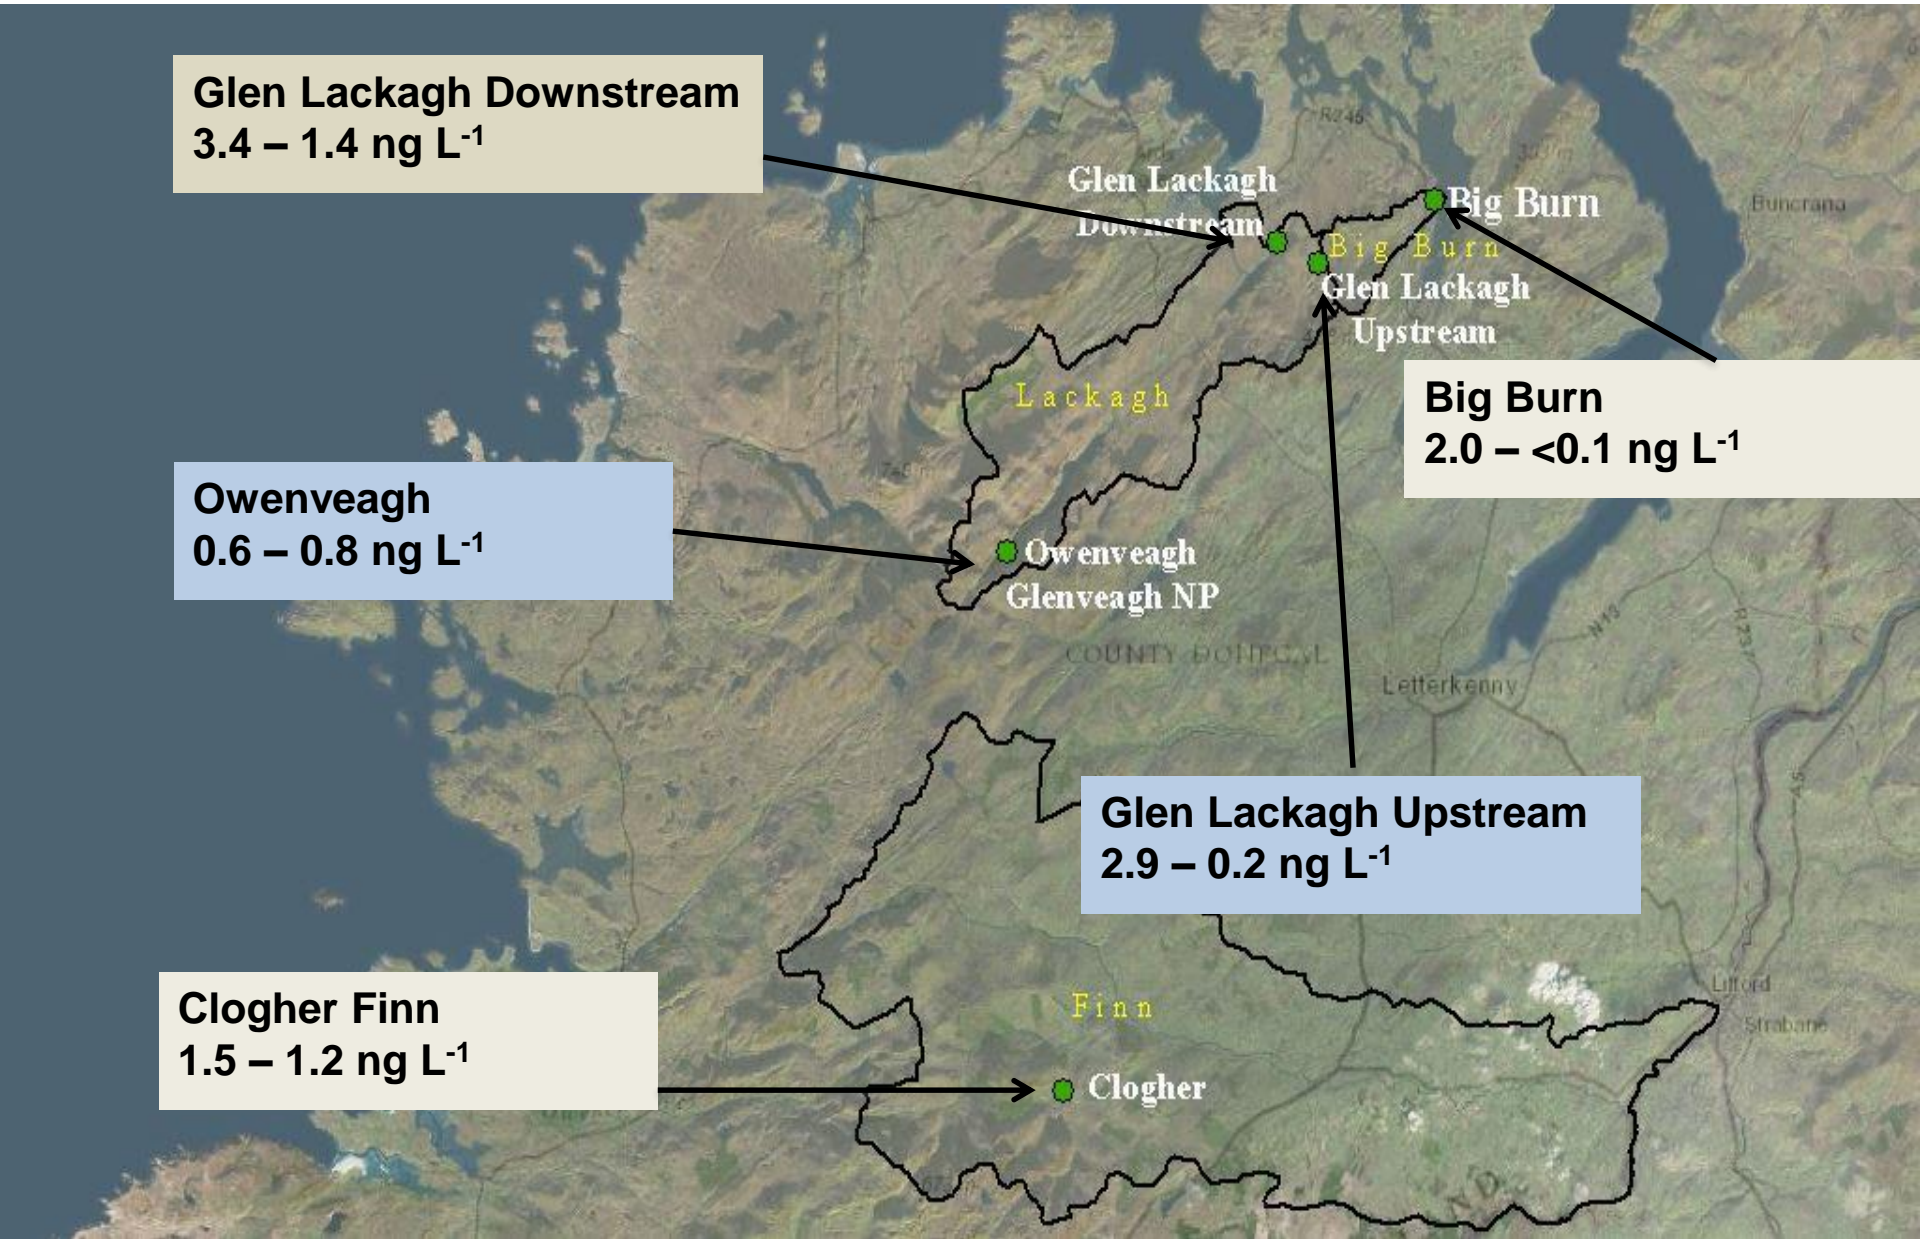 Glen Lackagh Downstream
3.4 – 1.4 ng L-1
R245
Glen Lackagh
Downstream
Big Burn
Big Burn
Buncrana
Glen Lackagh
Upstream
Lackagh
Big Burn
2.0 – <0.1 ng L-1
Owenveagh
0.6 – 0.8 ng L-1
Owenveagh
Glenveagh NP
N13
COUNTY DONEGAL
Letterkenny
A5
Glen Lackagh Upstream
2.9 – 0.2 ng L-1
Clogher Finn
1.5 – 1.2 ng L-1
Finn
Lifford
Strabane
Clogher